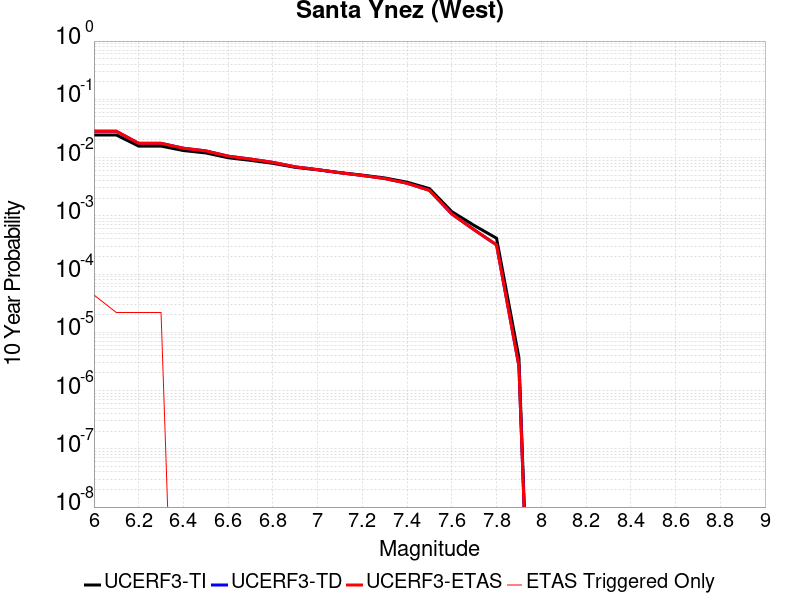 Santa Ynez (West)
10^0
10^-1
10^-2
10^-3
10^-4
10^-5
10^-6
10^-7
10^-8
10 Year Probability
6 6.2 6.4 6.6 6.8 7 7.2 7.4 7.6 7.8 8 8.2 8.4 8.6 8.8 9
Magnitude
UCERF3-TI UCERF3-TD UCERF3-ETAS ETAS Triggered Only